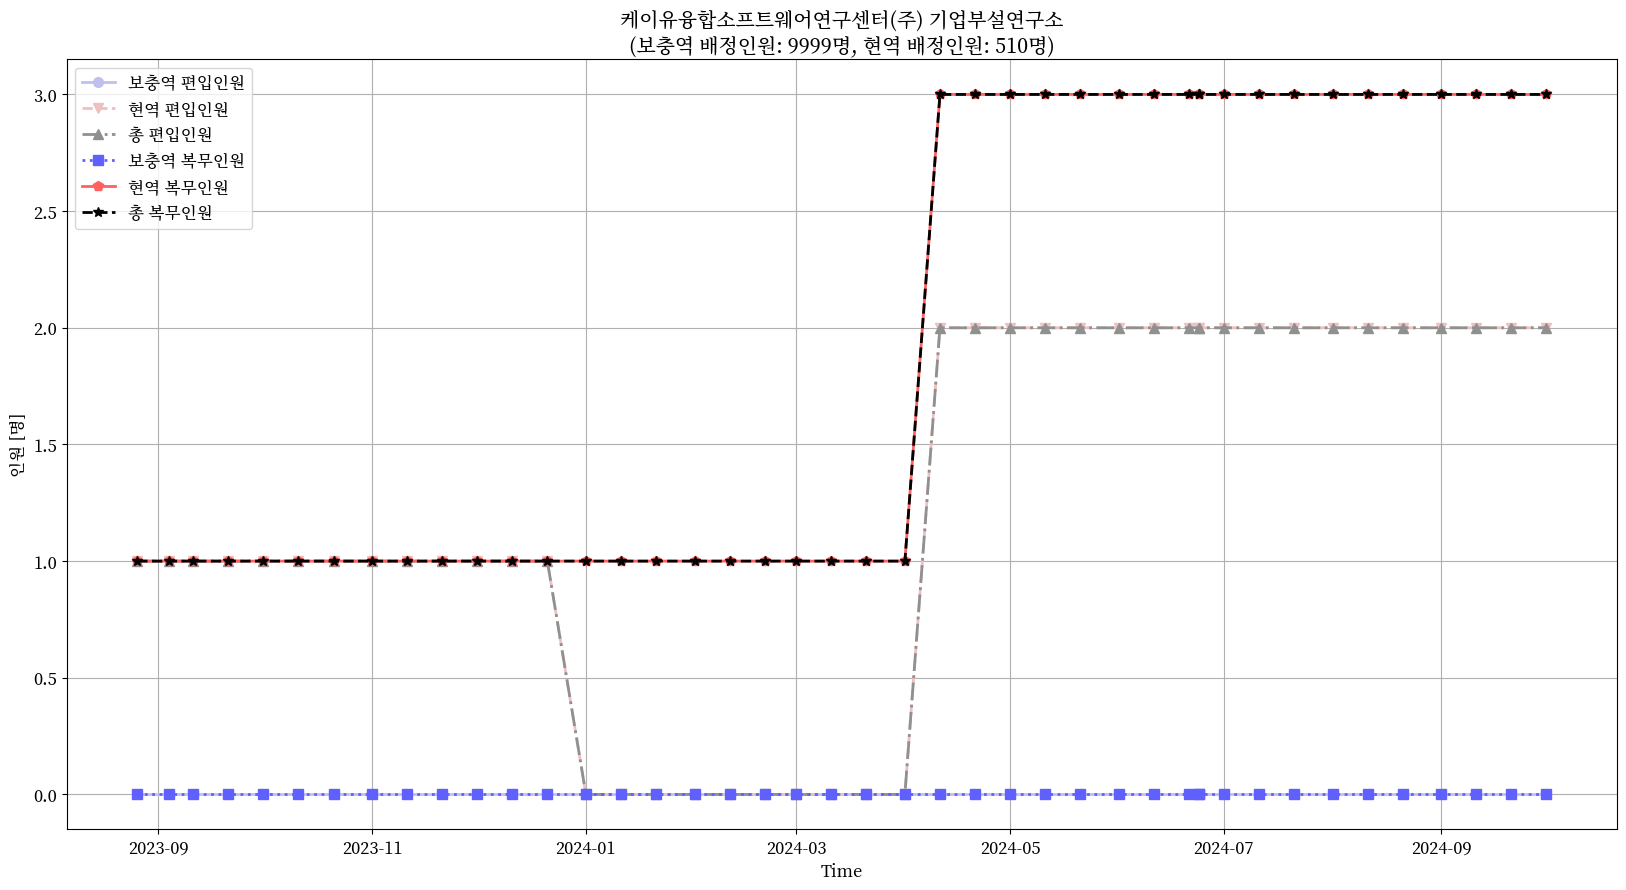 케이유융합소프트웨어연구센터(주) 기업부설연구소
(보충역 배정인원: 9999명, 현역 배정인원: 510명)
보충역 편입인원
현역 편입인원
총 편입인원
보충역 복무인원
현역 복무인원
총 복무인원
3.0
2.5
2.0
1.5
1.0
0.5
0.0
인원 [명]
2023-09
2023-11
2024-01
2024-03
2024-05
2024-07
2024-09
Time